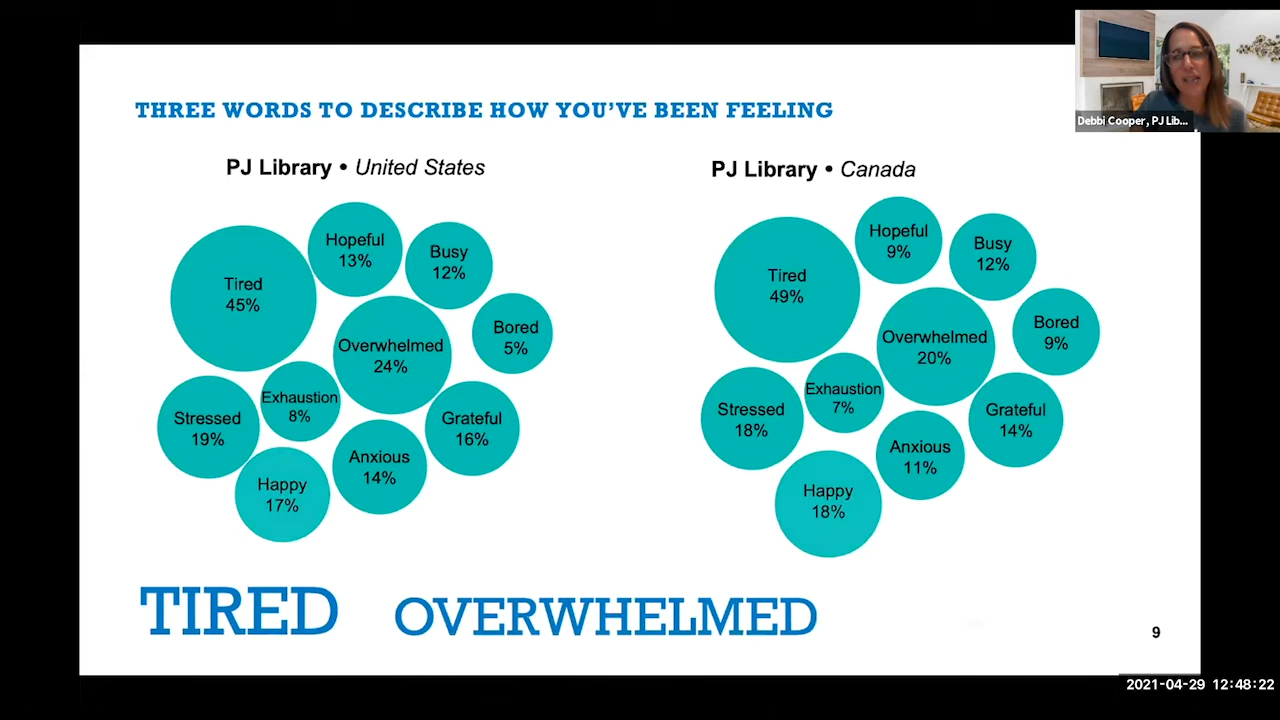 THREE WORDS TO DESCRIBE HOW YOU'VE BEEN FEELING
Debbi Cooper, PJ Lib...
PJ Library • United States
Tired
45%
Hopeful
13%
Busy
12%
Bored
5%
Overwhelmed
24%
Exhaustion
8%
Stressed
19%
Grateful
16%
Anxious
14%
Happy
17%
PJ Library • Canada
Tired
49%
Hopeful
9%
Busy
12%
Bored
9%
Overwhelmed
20%
Exhaustion
7%
Stressed
18%
Grateful
14%
Anxious
11%
Happy
18%
TIRED OVERWHELMED
9
2021-04-29 12:48:22